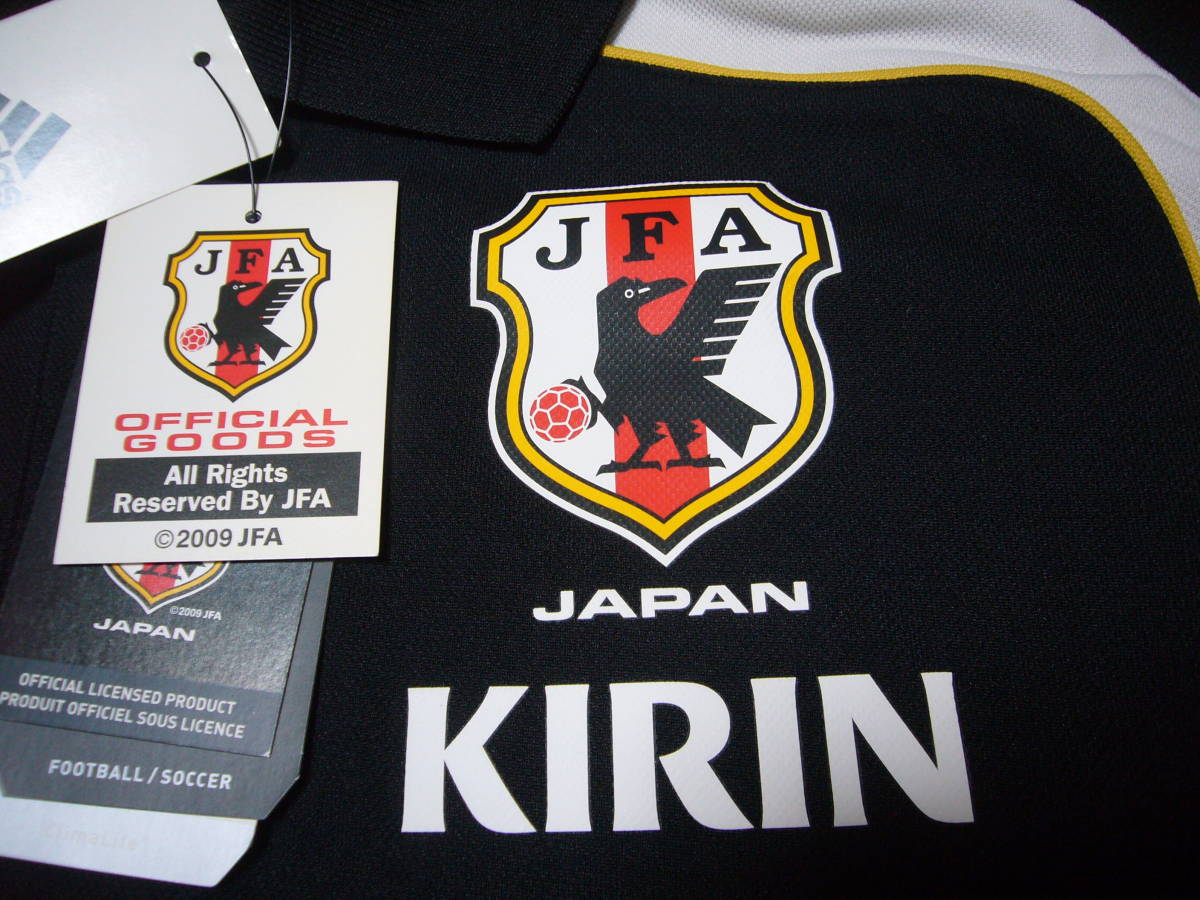 JFA
OFFICIAL
GOODS
All Rights
Reserved By JFA
©2009 JFA
©2009 JFA
JAPAN
OFFICIAL LICENSED PRODUCT
PRODUIT OFFICIEL SOUS LICENCE
FOOTBALL / SOCCER
ClimaLite
JFA
JAPAN
KIRIN